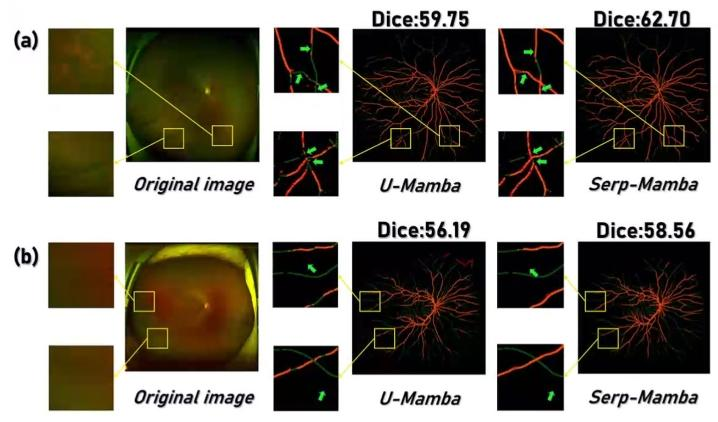 Dice:59.75
Dice:62.70
(a)
Original image
U-Mamba
Serp-Mamba
Dice:56.19
Dice:58.56
(b)
Original image
U-Mamba
Serp-Mamba